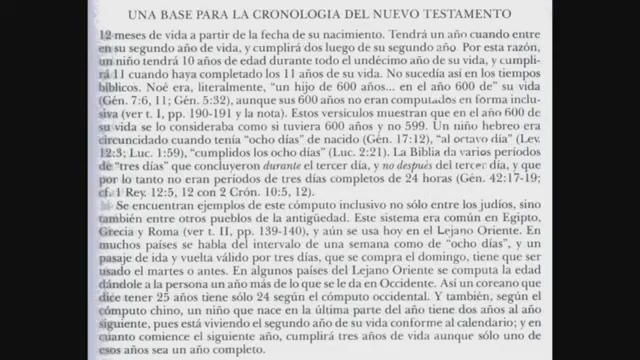 UNA BASE PARA LA CRONOLOGIA DEL NUEVO TESTAMENTO
12 meses de vida a partir de la fecha de su nacimiento. Tendrá un año cuando entre
en su segundo año de vida, y cumplirá dos luego de su segundo año. Por esta razón,
un niño tendrá 10 años de edad durante todo el undécimo año de su vida, y cumpli-
rá 11 cuando haya completado los 11 años de su vida. No sucedía así en los tiempos
bíblicos. Noé era, literalmente, "un hijo de 600 años... en el año 600 de" su vida
(Gén. 7:6, 11; Gén. 5:32), aunque sus 600 años no eran computados en forma inclu-
siva (ver t. I, pp. 190-191 y la nota). Estos versículos muestran que en el año 600 de
su vida se lo consideraba como si tuviera 600 años y no 599. Un niño hebreo era
circuncidado cuando tenía "ocho días" de nacido (Gén. 17:12), "al octavo día" (Lev.
12:3; Luc. 1:59), "cumplidos los ocho días" (Luc. 2:21). La Biblia da varios períodos
de "tres días" que concluyeron durante el tercer día, y no después del tercer día, y que
por lo tanto no eran períodos de tres días completos de 24 horas (Gén. 42:17-19;
cf. 1 Rey. 12:5, 12 con 2 Crón. 10:5, 12).
Se encuentran ejemplos de este cómputo inclusivo no sólo entre los judíos, sino
también entre otros pueblos de la antigüedad. Este sistema era común en Egipto,
Grecia y Roma (ver t. II, pp. 139-140), y aún se usa hoy en el Lejano Oriente. En
muchos países se habla del intervalo de una semana como de "ocho días", y un
pasaje de ida y vuelta válido por tres días, que se compra el domingo, tiene que ser
usado el martes o antes. En algunos países del Lejano Oriente se computa la edad
dándole a la persona un año más de lo que se le da en Occidente. Así un coreano que
dice tener 25 años tiene sólo 24 según el cómputo occidental. Y también, según el
cómputo chino, un niño que nace en la última parte del año tiene dos años al año
siguiente, pues está viviendo el segundo año de su vida conforme al calendario; y en
cuanto comience el siguiente año, cumplirá tres años de vida aunque sólo uno de
esos años sea un año completo.